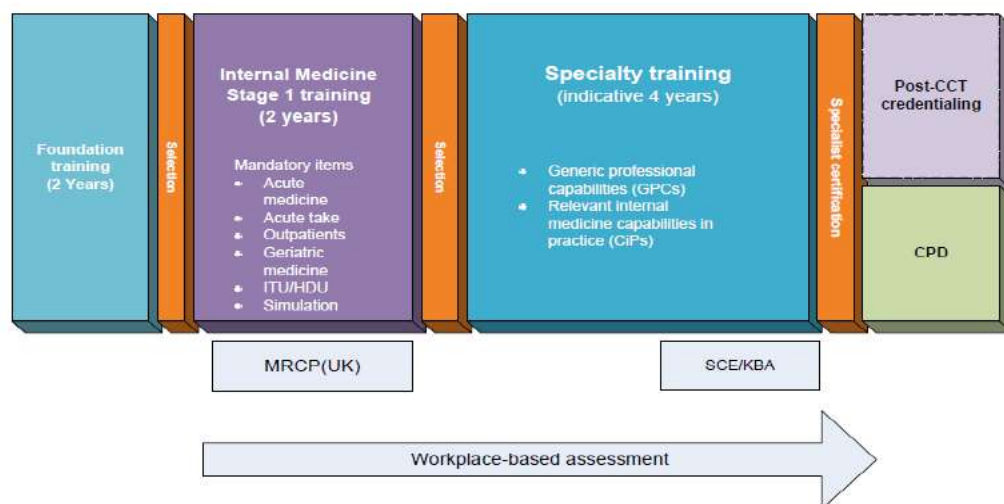 Foundation
training
(2 Years)
Selection
Internal Medicine
Stage 1 training
(2 years)
Mandatory items
Acute
medicine
Acute take
Outpatients
Geriatric
medicine
ITU/HDU
Simulation
Selection
Specialty training
(indicative 4 years)
Generic professional
capabilities (GPCs)
Relevant internal
medicine capabilities in
practice (CiPs)
Specialist certification
Post-CCT
credentialing
CPD
MRCP(UK)
SCE/KBA
Workplace-based assessment